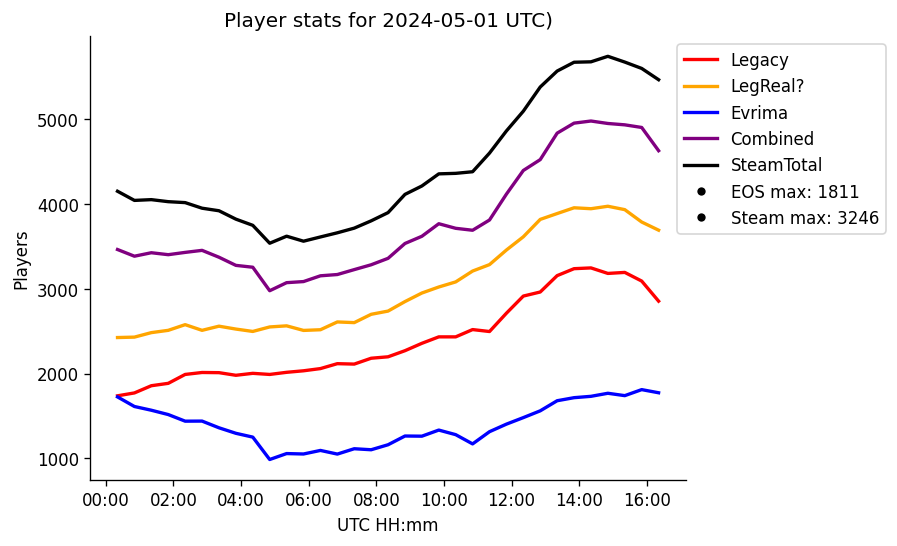 Player stats for 2024-05-01 UTC)
Legacy
LegReal?
Evrima
Combined
SteamTotal
EOS max: 1811
Steam max: 3246
Players
5000
4000
3000
2000
1000
00:00 02:00 04:00 06:00 08:00 10:00 12:00 14:00 16:00
UTC HH:mm